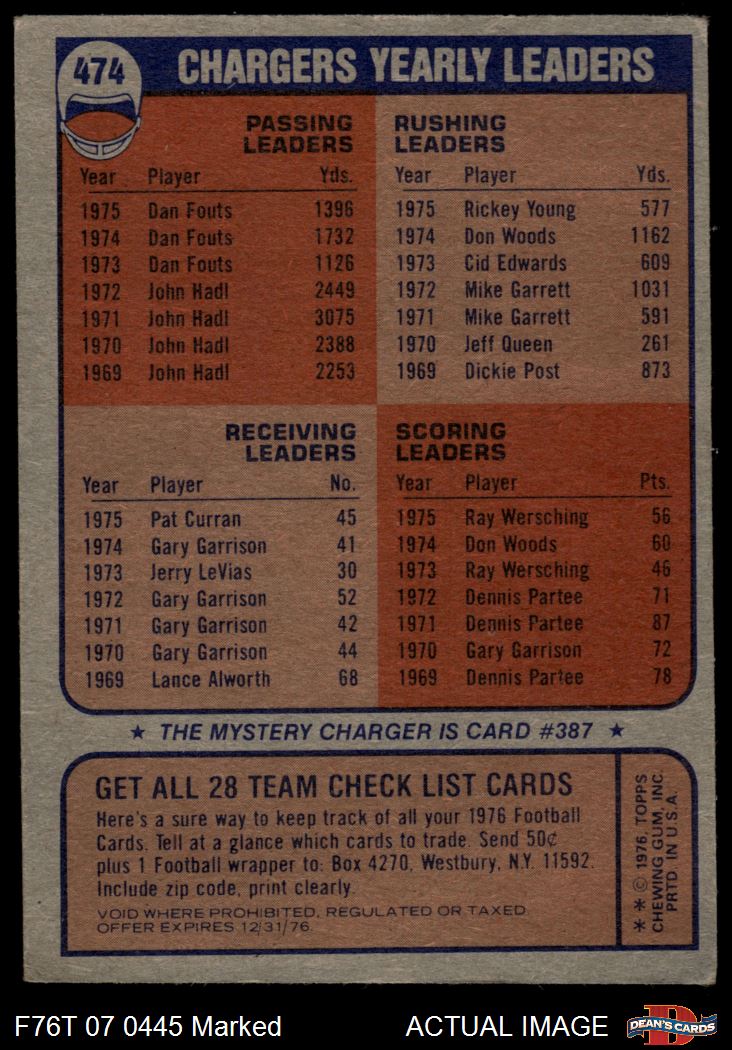 474
CHARGERS YEARLY LEADERS
PASSING
LEADERS
Year Player Yds.
1975 Dan Fouts 1396
1974 Dan Fouts 1732
1973 Dan Fouts 1126
1972 John Hadl 2449
1971 John Hadl 3075
1970 John Hadl 2388
1969 John Hadl 2253
RUSHING
LEADERS
Year Player Yds.
1975 Rickey Young 577
1974 Don Woods 1162
1973 Cid Edwards 609
1972 Mike Garrett 1031
1971 Mike Garrett 591
1970 Jeff Queen 261
1969 Dickie Post 873
RECEIVING
LEADERS
Year Player No.
1975 Pat Curran 45
1974 Gary Garrison 41
1973 Jerry LeVias 30
1972 Gary Garrison 52
1971 Gary Garrison 42
1970 Gary Garrison 44
1969 Lance Alworth 68
SCORING
LEADERS
Year Player Pts.
1975 Ray Wersching 56
1974 Don Woods 60
1973 Ray Wersching 46
1972 Dennis Partee 71
1971 Dennis Partee 87
1970 Gary Garrison 72
1969 Dennis Partee 78
★ THE MYSTERY CHARGER IS CARD #387 ★
GET ALL 28 TEAM CHECK LIST CARDS
Here's a sure way to keep track of all your 1976 Football
Cards. Tell at a glance which cards to trade. Send 50¢
plus 1 Football wrapper to: Box 4270, Westbury, N.Y. 11592.
Include zip code, print clearly.
VOID WHERE PROHIBITED, REGULATED OR TAXED.
OFFER EXPIRES 12/31/76.
* * © 1976, TOPPS
CHEWING GUM, INC.
PRTD. IN U.S.A.
F76T 07 0445 Marked
ACTUAL IMAGE
D
DEAN'S CARDS